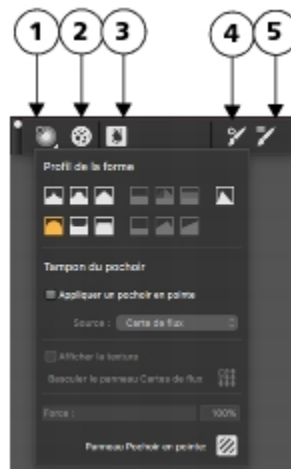 1 2 3 4 5
Profil de la forme
Tampon du pochoir
Appliquer un pochoir en pointe
Source : Carte de flux
Afficher la texture
Basculer le panneau Cartes de flux
Force : 100%
Panneau Pochoir en pointe: